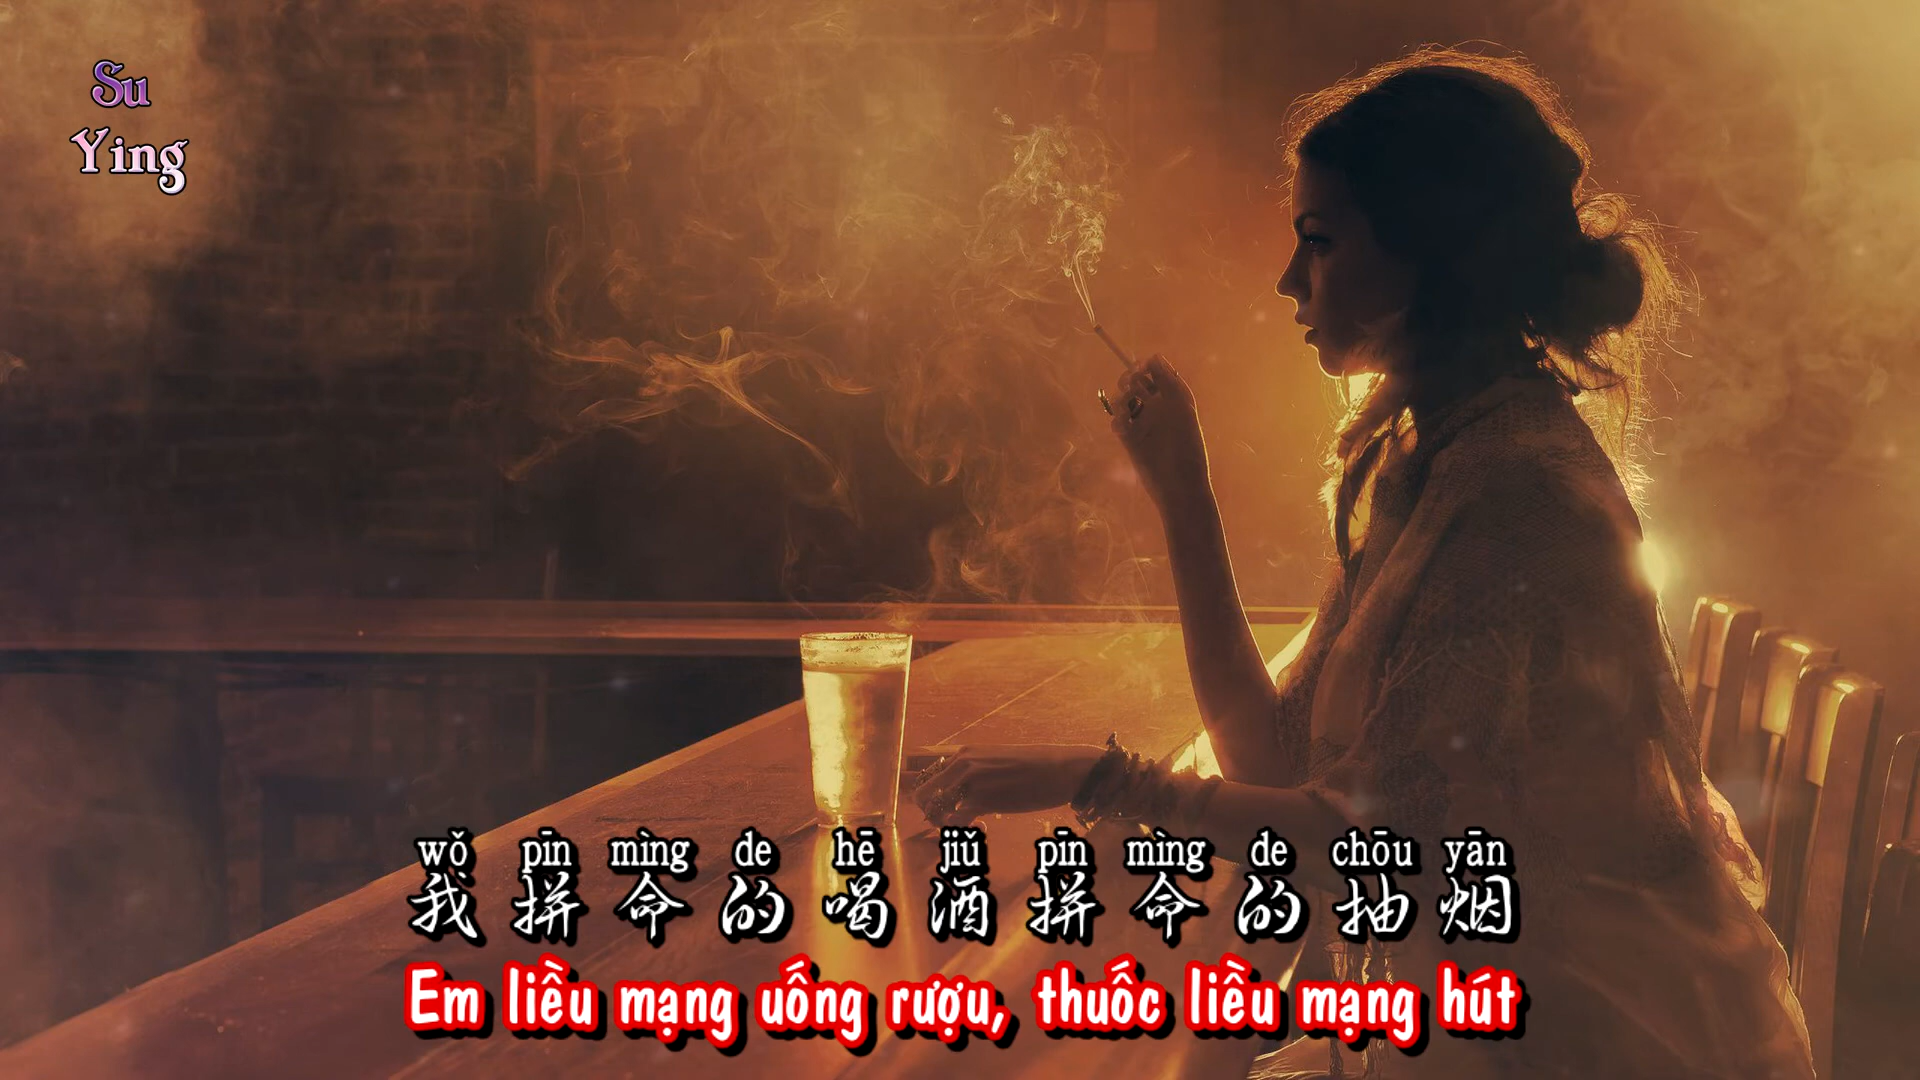 Su
Ying
wǒ pīn mìng de hē jiǔ pīn mìng de chōu yān
我拼命的喝酒拼命的抽烟
Em liều mạng uống rượu, thuốc liều mạng hút